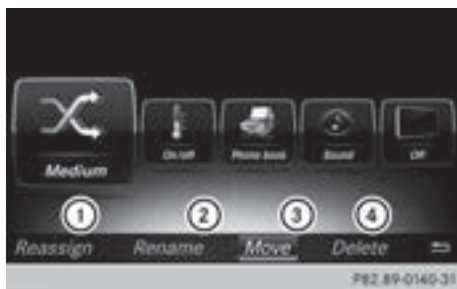 Medium
On/off
Phone book
Sound
Off
1 2 3 4
Reassign Rename Move Delete
P82.89-0140-31